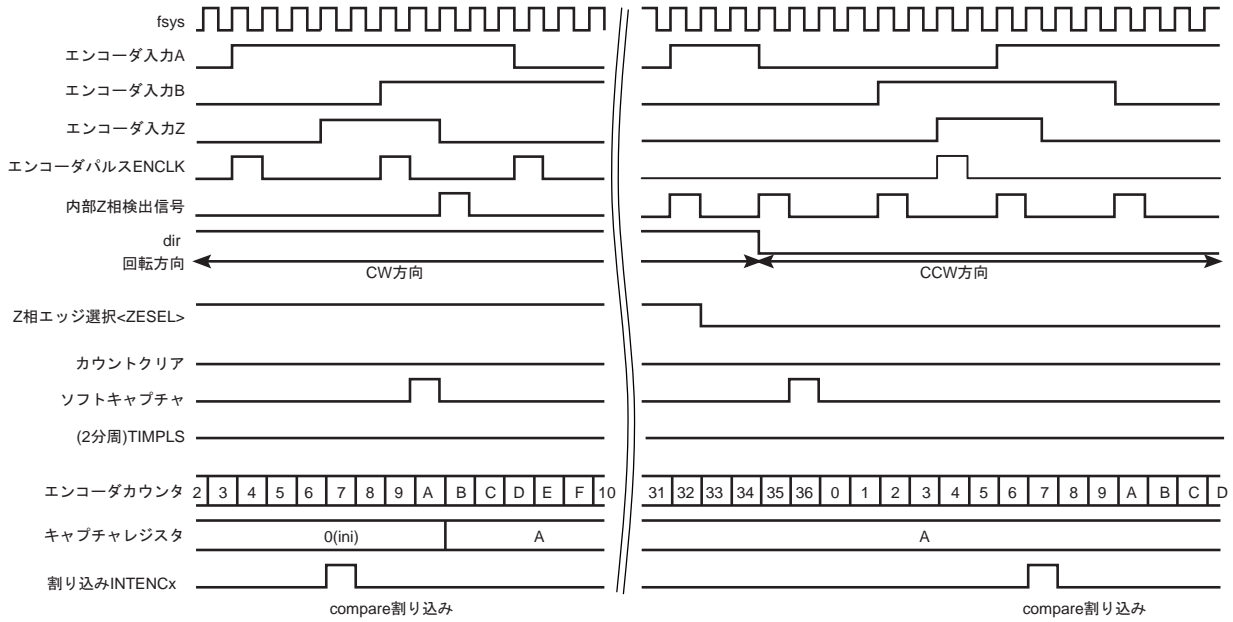 fsys
エンコーダ入力A
エンコーダ入力B
エンコーダ入力Z
エンコーダパルスENCLK
内部Z相検出信号
dir
回転方向
CW方向
CCW方向
Z相エッジ選択<ZESEL>
カウントクリア
ソフトキャプチャ
(2分周)TIMPLS
エンコーダカウンタ 2 3 4 5 6 7 8 9 A B C D E F 10 31 32 33 34 35 36 0 1 2 3 4 5 6 7 8 9 A B C D
キャプチャレジスタ 0(ini) A A
割り込みINTENCx
compare割り込み compare割り込み